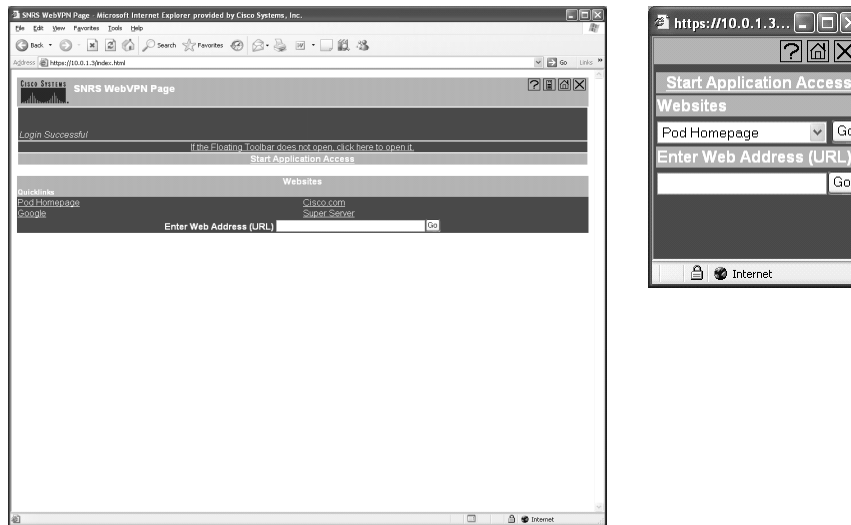 SNRS WebVPN Page - Microsoft Internet Explorer provided by Cisco Systems, Inc.
File Edit View Favorites Tools Help
Back Search Favorites
Address https://10.0.1.3/index.html Go Links »
CISCO SYSTEMS
SNRS WebVPN Page
Login Successful
If the Floating Toolbar does not open, click here to open it.
Start Application Access
Websites
Quicklinks
Pod Homepage Cisco.com
Google Super Server
Enter Web Address (URL) Go
Internet
https://10.0.1.3...
Start Application Access
Websites
Pod Homepage Go
Enter Web Address (URL)
Go
Internet